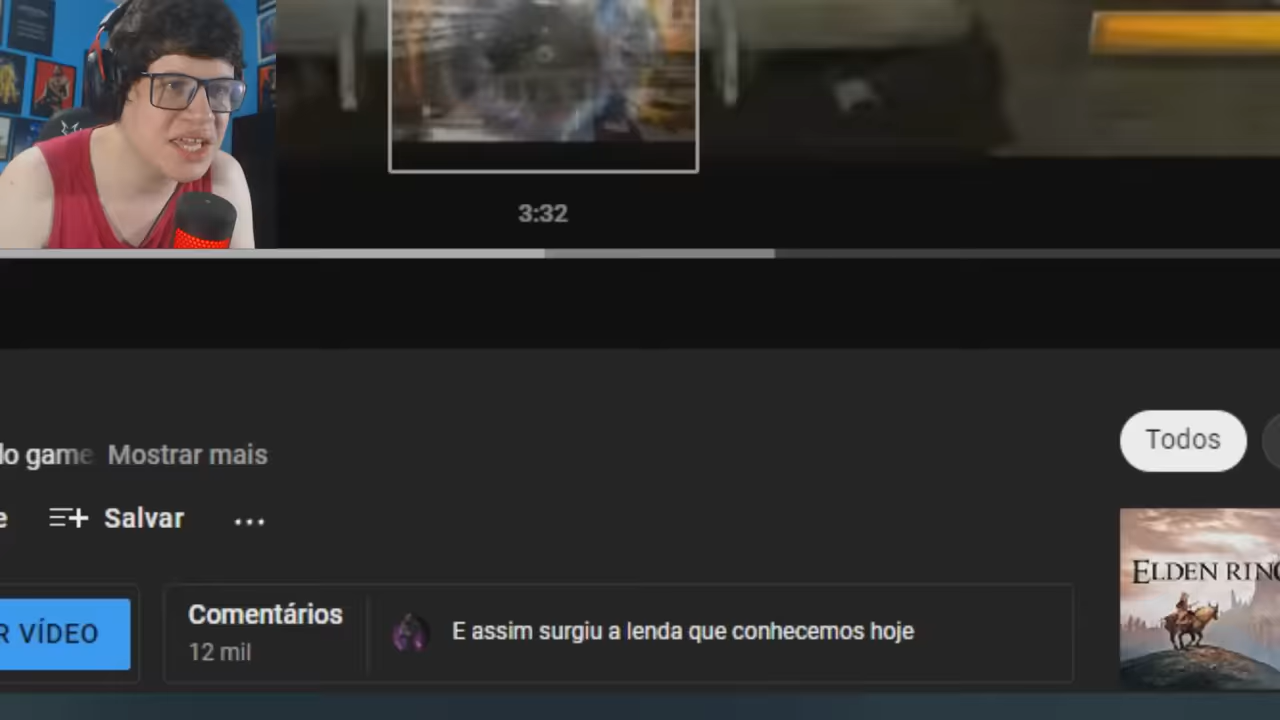 3:32
lo game Mostrar mais
e Salvar ...
Todos
R VÍDEO
Comentários
12 mil
E assim surgiu a lenda que conhecemos hoje
ELDEN RING